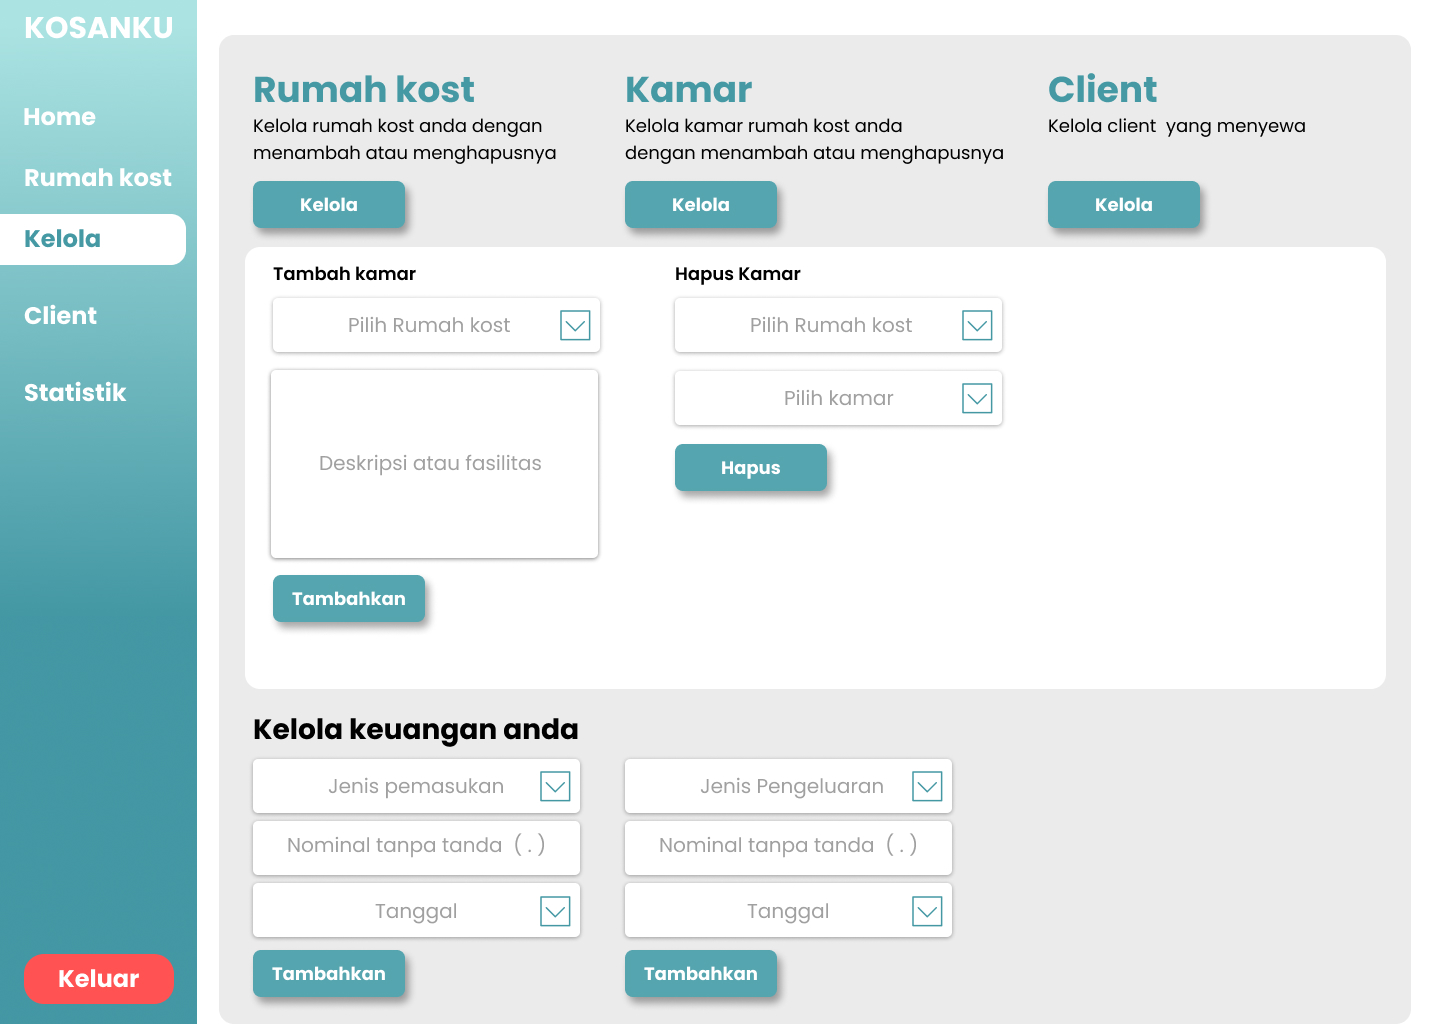 KOSANKU
Home
Rumah kost
Kelola
Client
Statistik
Keluar
Rumah kost
Kelola rumah kost anda dengan
menambah atau menghapusnya
Kelola
Kamar
Kelola kamar rumah kost anda
dengan menambah atau menghapusnya
Kelola
Client
Kelola client  yang menyewa
Kelola
Tambah kamar
Pilih Rumah kost
Deskripsi atau fasilitas
Tambahkan
Hapus Kamar
Pilih Rumah kost
Pilih kamar
Hapus
Kelola keuangan anda
Jenis pemasukan
Nominal tanpa tanda  ( . )
Tanggal
Tambahkan
Jenis Pengeluaran
Nominal tanpa tanda  ( . )
Tanggal
Tambahkan